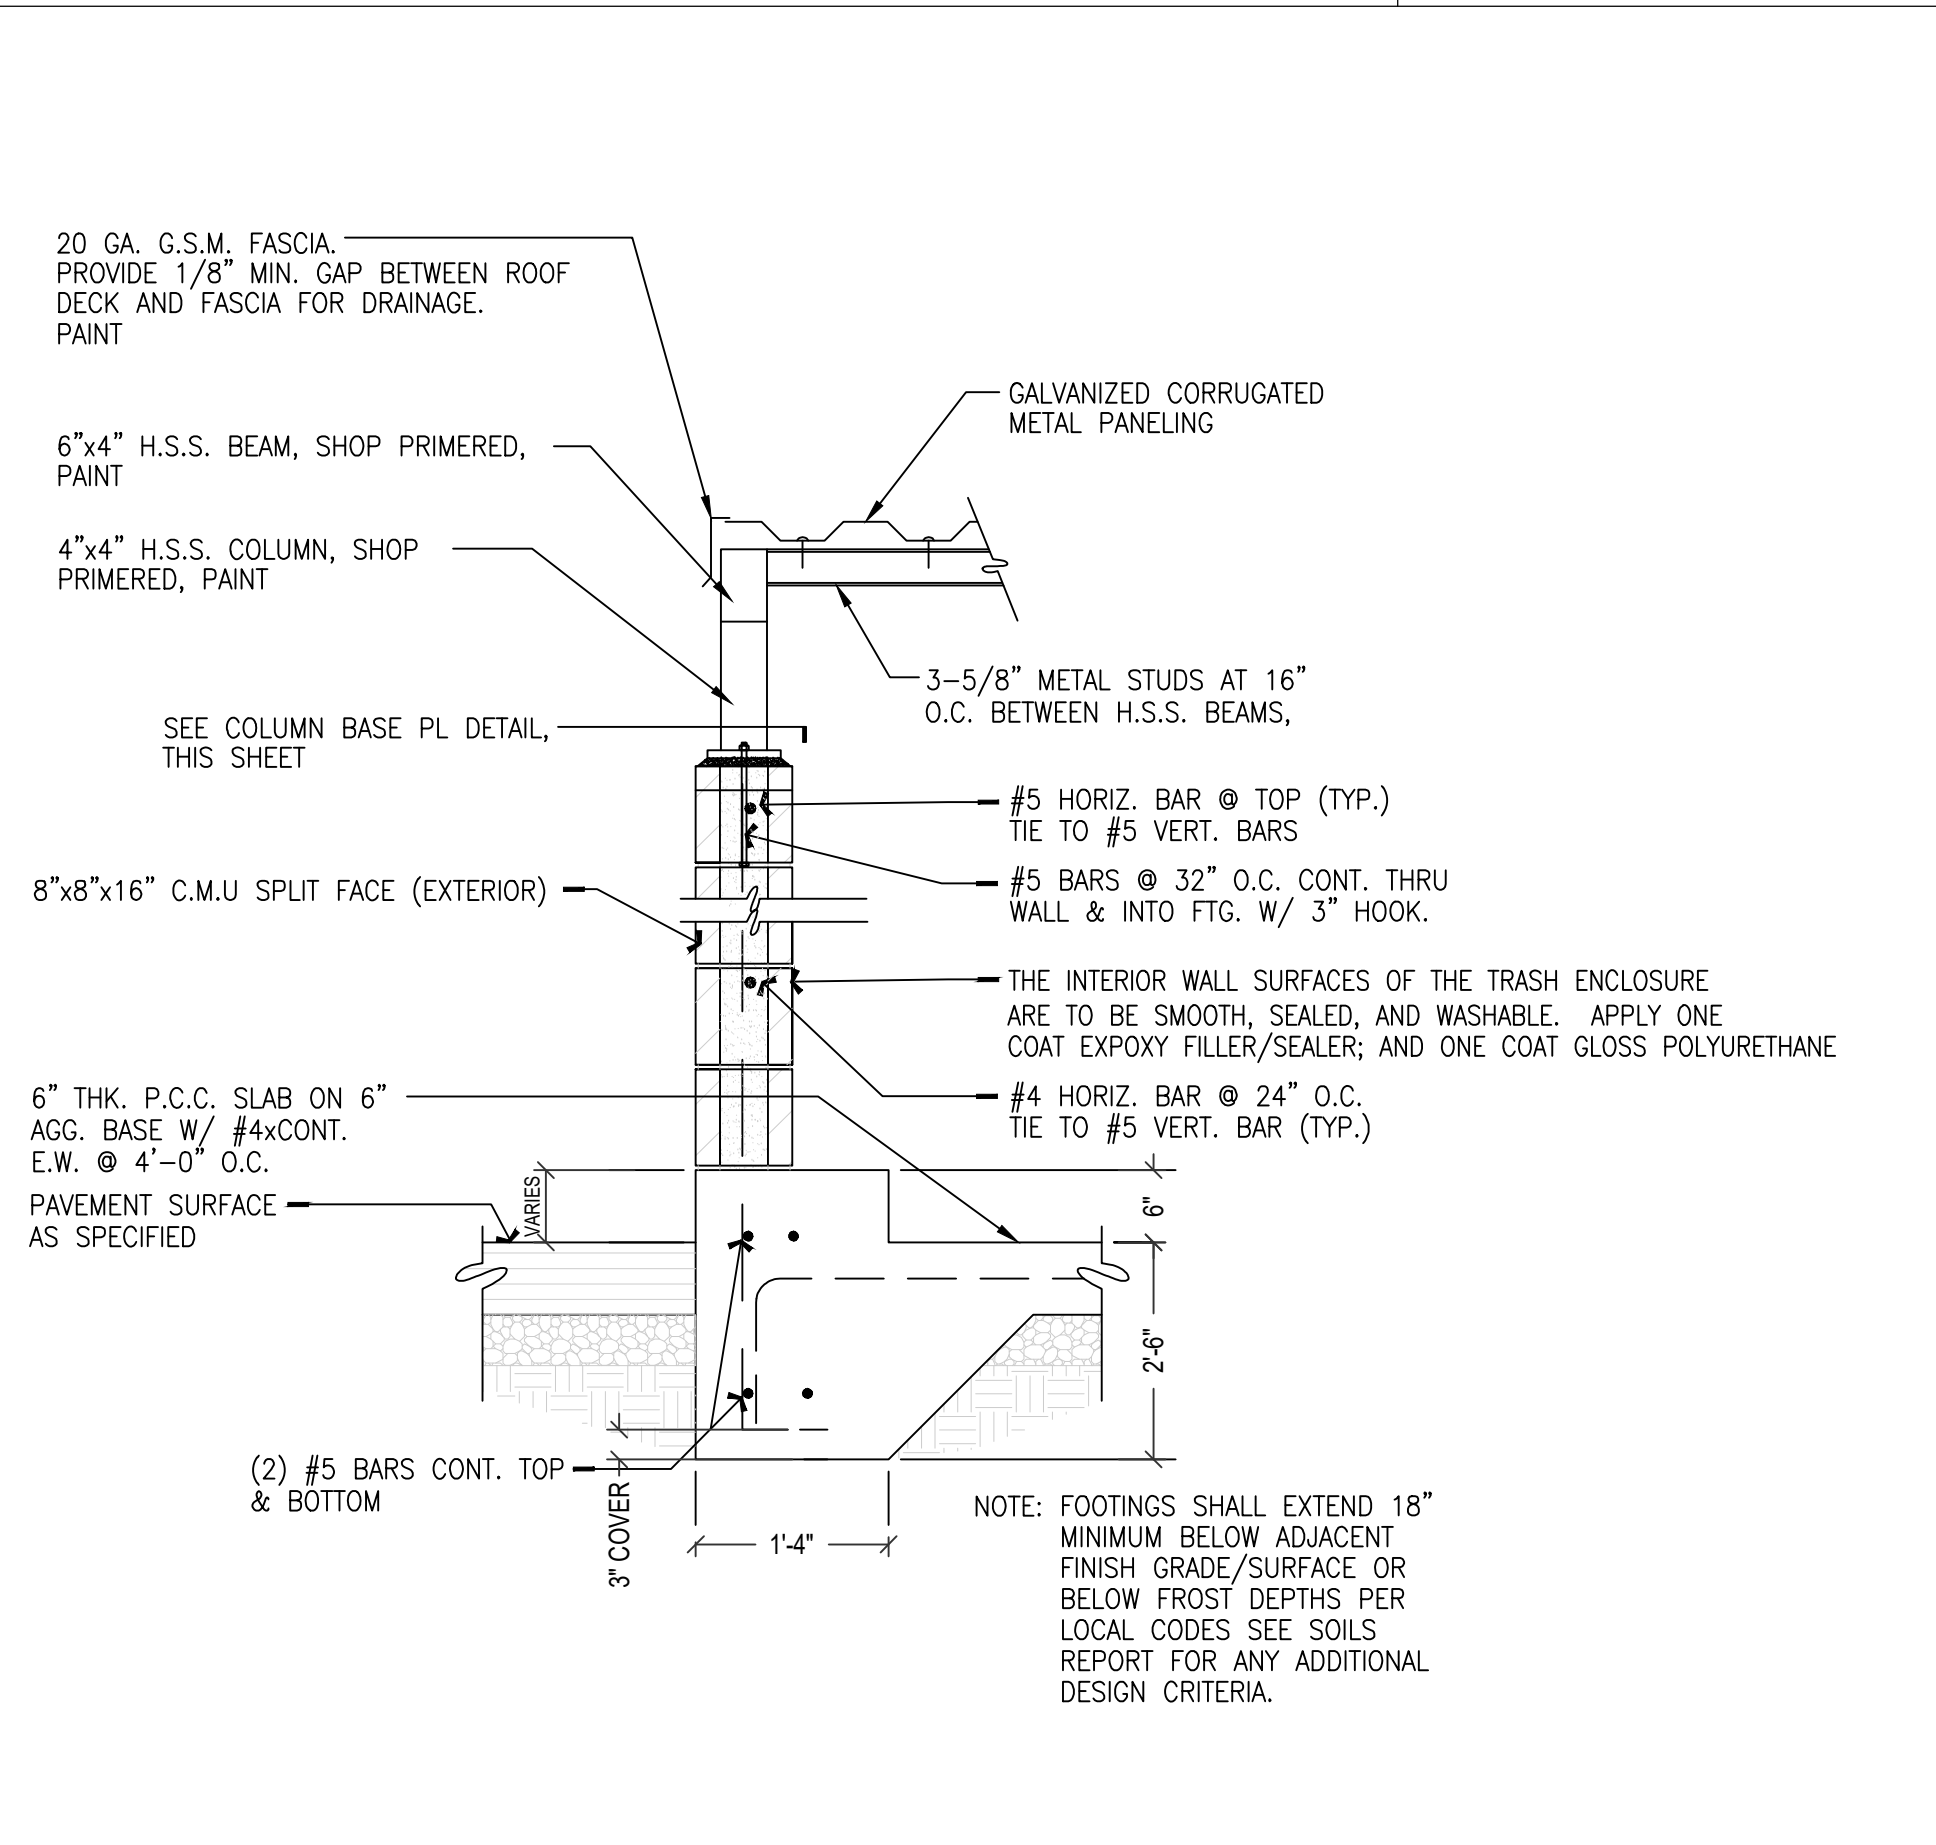 20 GA. G.S.M. FASCIA.
PROVIDE 1/8" MIN. GAP BETWEEN ROOF
DECK AND FASCIA FOR DRAINAGE.
PAINT
GALVANIZED CORRUGATED
METAL PANELING
6"x4" H.S.S. BEAM, SHOP PRIMERED,
PAINT
4"x4" H.S.S. COLUMN, SHOP
PRIMERED, PAINT
3-5/8" METAL STUDS AT 16"
O.C. BETWEEN H.S.S. BEAMS,
SEE COLUMN BASE PL DETAIL,
THIS SHEET
#5 HORIZ. BAR @ TOP (TYP.)
TIE TO #5 VERT. BARS
8"x8"x16" C.M.U SPLIT FACE (EXTERIOR)
#5 BARS @ 32" O.C. CONT. THRU
WALL & INTO FTG. W/ 3" HOOK.
THE INTERIOR WALL SURFACES OF THE TRASH ENCLOSURE
ARE TO BE SMOOTH, SEALED, AND WASHABLE. APPLY ONE
COAT EXPOXY FILLER/SEALER; AND ONE COAT GLOSS POLYURETHANE
6" THK. P.C.C. SLAB ON 6"
AGG. BASE W/ #4xCONT.
E.W. @ 4'-0" O.C.
#4 HORIZ. BAR @ 24" O.C.
TIE TO #5 VERT. BAR (TYP.)
PAVEMENT SURFACE
AS SPECIFIED
VARIES
6"
2'-6"
(2) #5 BARS CONT. TOP
& BOTTOM
3" COVER
1'-4"
NOTE: FOOTINGS SHALL EXTEND 18"
MINIMUM BELOW ADJACENT
FINISH GRADE/SURFACE OR
BELOW FROST DEPTHS PER
LOCAL CODES SEE SOILS
REPORT FOR ANY ADDITIONAL
DESIGN CRITERIA.